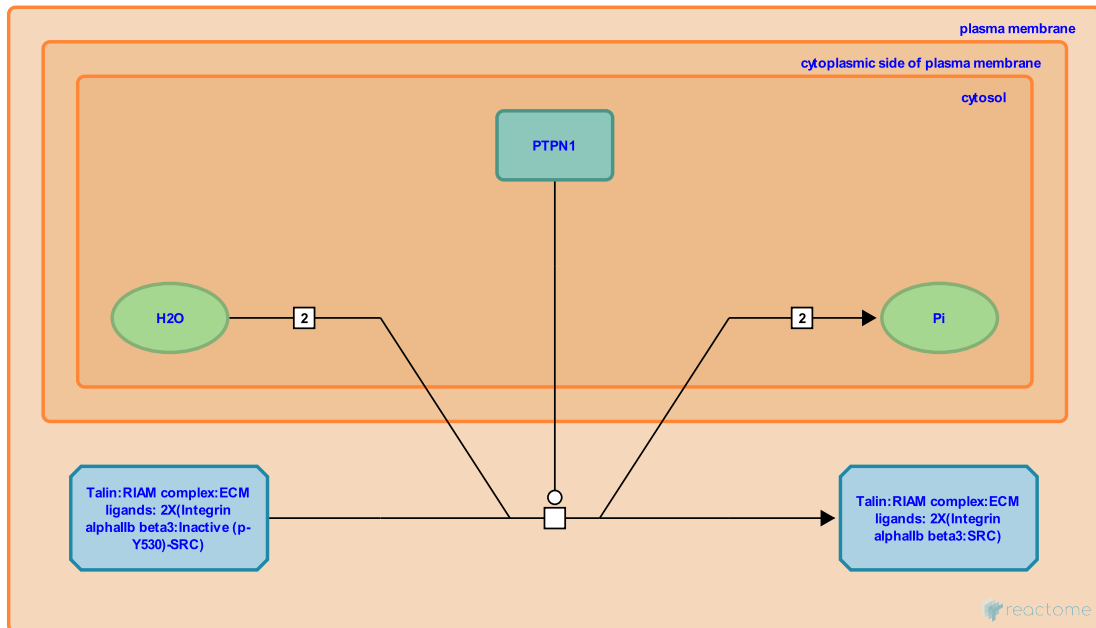 plasma membrane
cytoplasmic side of plasma membrane
cytosol
PTPN1
H2O
2
2
Pi
Talin:RIAM complex:ECM
ligands: 2X(Integrin
alphaIIb beta3:Inactive (p-
Y530)-SRC)
Talin:RIAM complex:ECM
ligands: 2X(Integrin
alphaIIb beta3:SRC)
reactome